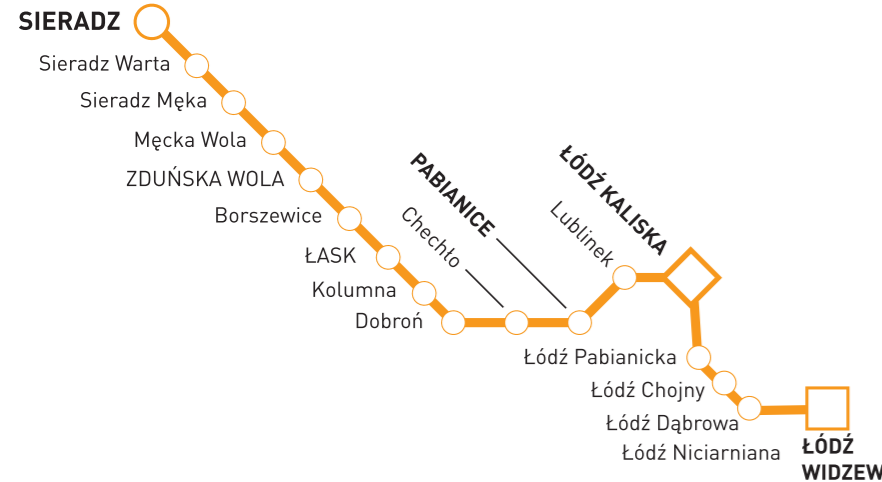 SIERADZ
Sieradz Warta
Sieradz Męka
Męcka Wola
ZDUŃSKA WOLA
Borszewice
ŁASK
Kolumna
Dobroń
Chechło
PABIANICE
Lublinek
ŁÓDŹ KALISKA
Łódź Pabianicka
Łódź Chojny
Łódź Dąbrowa
Łódź Niciarniana
ŁÓDŹ
WIDZEW